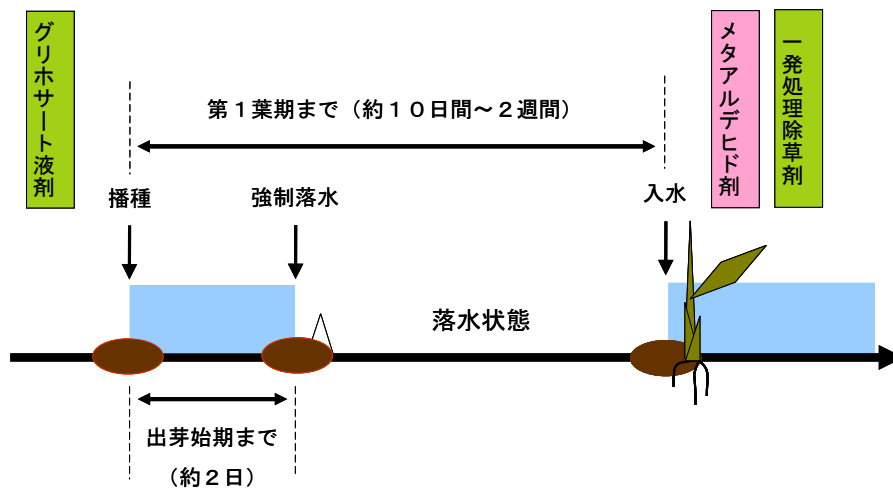 グリホサート液剤
メタアルデヒド剤
一発処理除草剤
第１葉期まで（約１０日間～２週間）
播種
強制落水
入水
落水状態
出芽始期まで
（約２日）